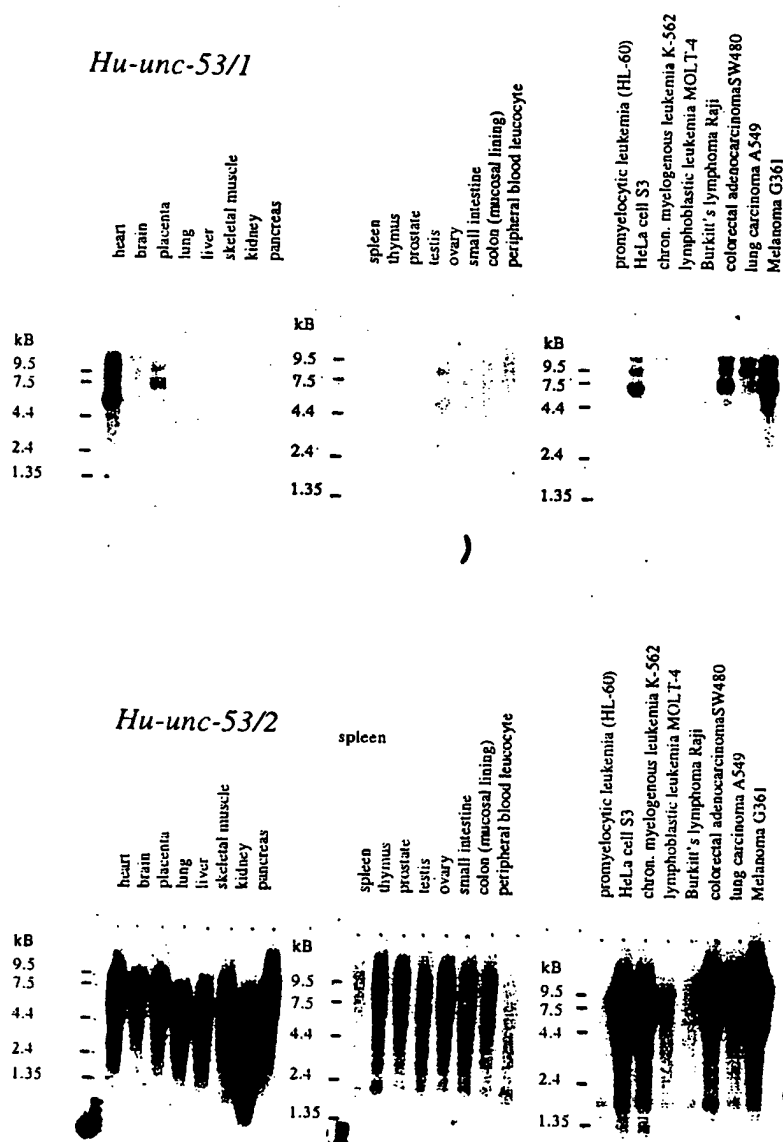 Hu-unc-53/1
heart
brain
placenta
lung
liver
skeletal muscle
kidney
pancreas
spleen
thymus
prostate
testis
ovary
small intestine
colon (mucosal lining)
peripheral blood leucocyte
promyelocytic leukemia (HL-60)
HeLa cell S3
chron. myelogenous leukemia K-562
lymphoblastic leukemia MOLT-4
Burkitt's lymphoma Raji
colorectal adenocarcinomaSW480
lung carcinoma A549
Melanoma G361
kB
9.5
7.5
4.4
2.4
1.35
kB
9.5
7.5
4.4
2.4
1.35
kB
9.5
7.5
4.4
2.4
1.35
Hu-unc-53/2
spleen
heart
brain
placenta
lung
liver
skeletal muscle
kidney
pancreas
spleen
thymus
prostate
testis
ovary
small intestine
colon (mucosal lining)
peripheral blood leucocyte
promyelocytic leukemia (HL-60)
HeLa cell S3
chron. myelogenous leukemia K-562
lymphoblastic leukemia MOLT-4
Burkitt's lymphoma Raji
colorectal adenocarcinomaSW480
lung carcinoma A549
Melanoma G361
kB
9.5
7.5
4.4
2.4
1.35
kB
9.5
7.5
4.4
2.4
1.35
kB
9.5
7.5
4.4
2.4
1.35